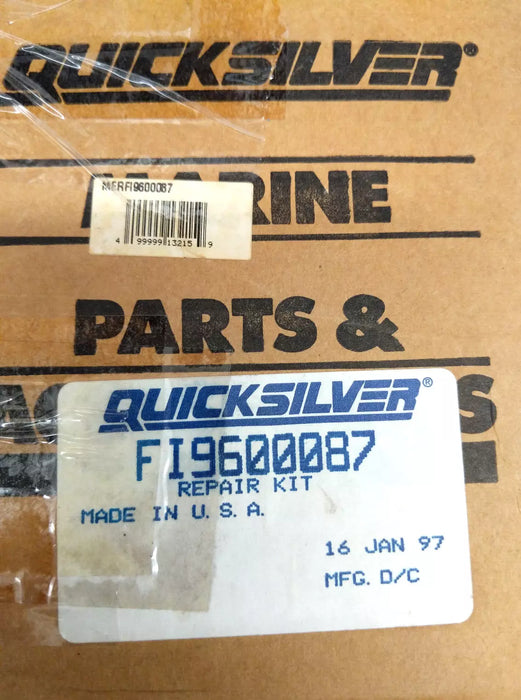 QUICKSILVER®
MARINE
MERFI9600087
4 99999 13215 9
PARTS &
QUICKSILVER®
FI9600087
REPAIR KIT
MADE IN U.S.A.
16 JAN 97
MFG. D/C